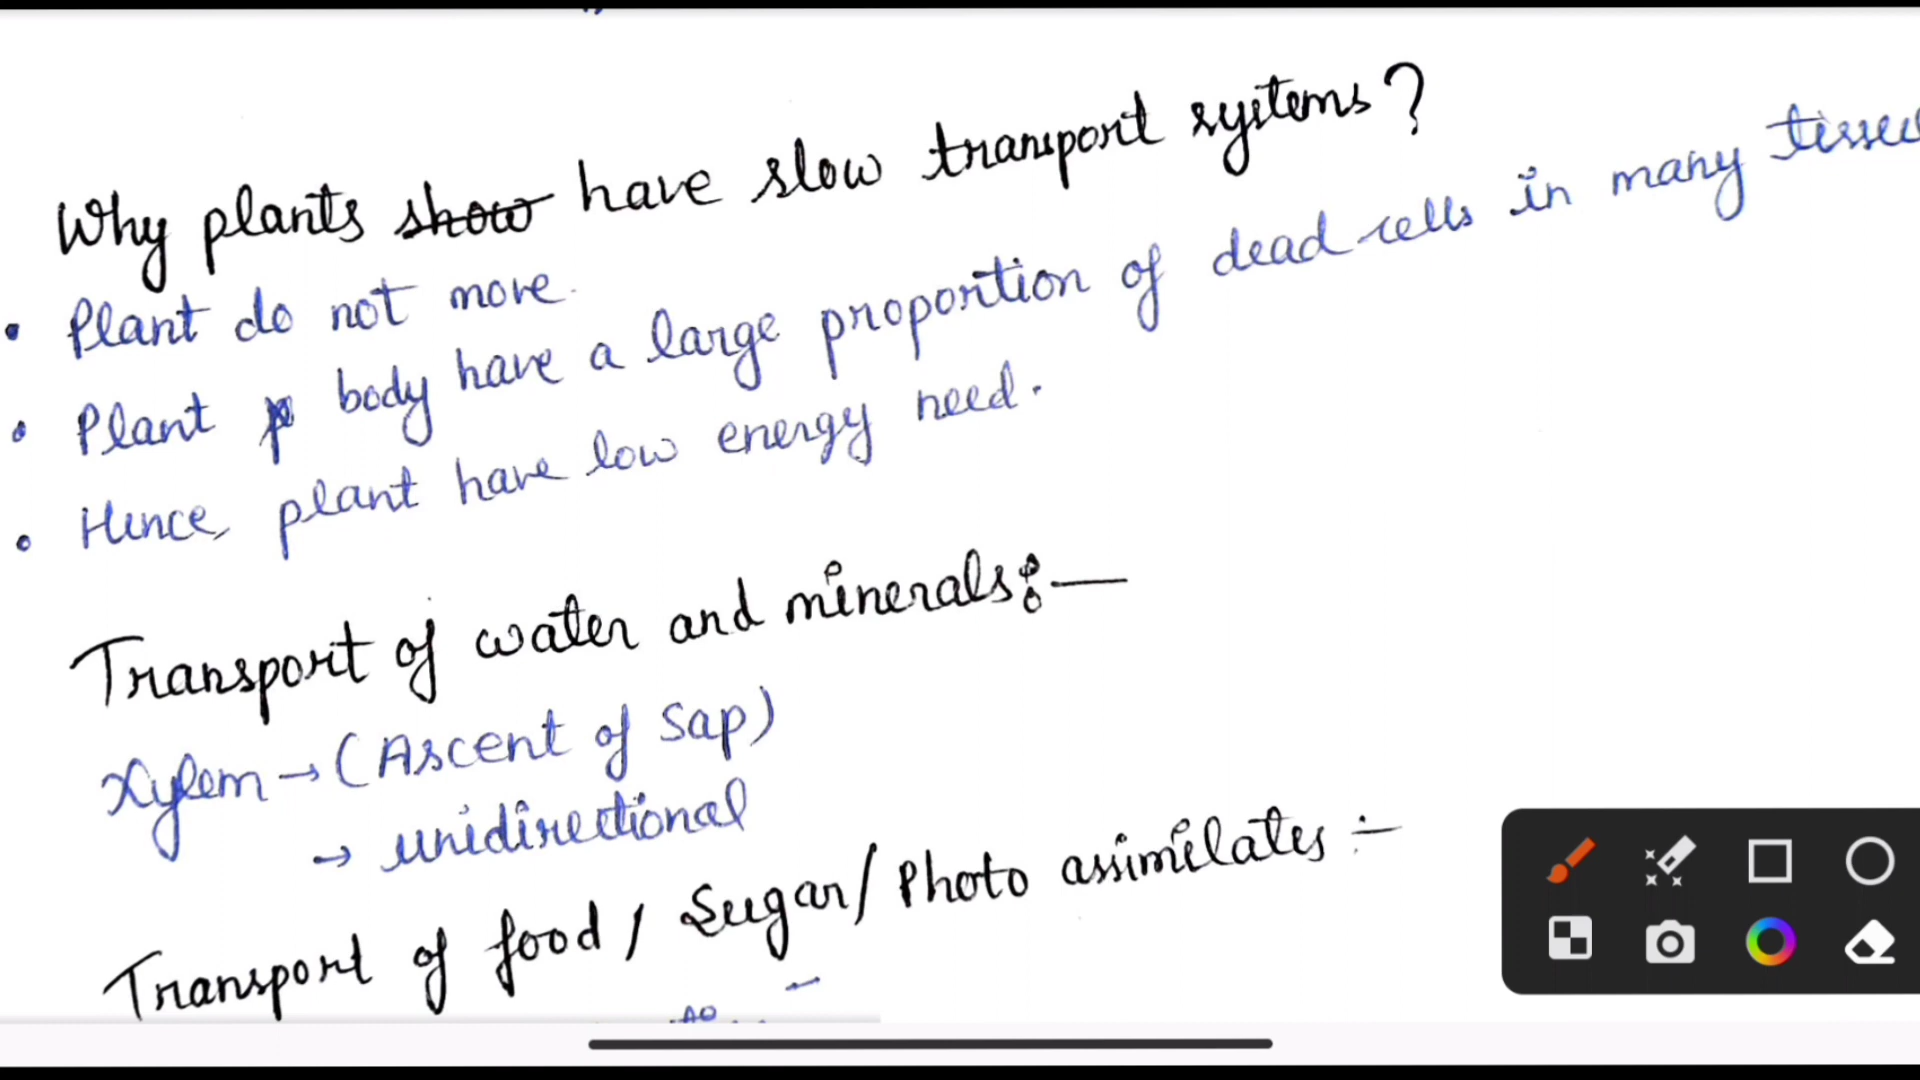 Why plants show have slow transport systems?
• Plant do not move.
• Plant body have a large proportion of dead cells in many
• Hence, plant have low energy need.
Transport of water and minerals:—
Xylem → (Ascent of Sap)
→ unidirectional
Transport of food / Sugar / Photo assimilates :-